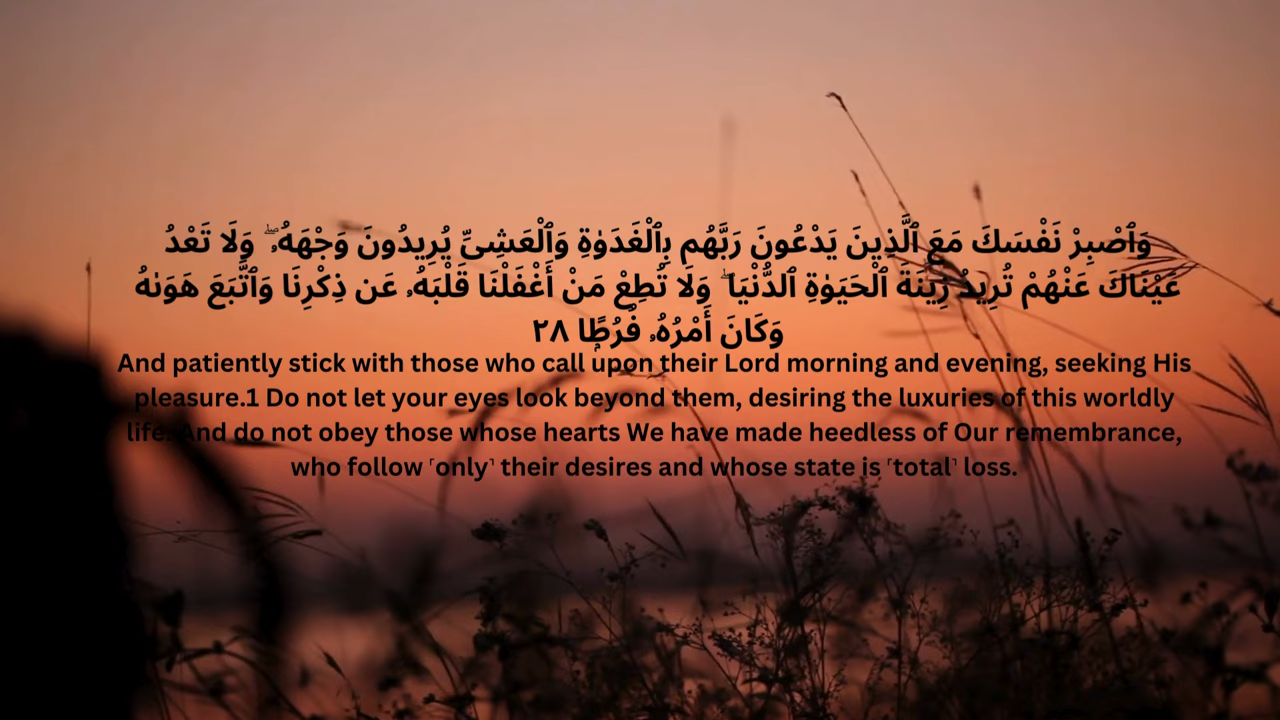 وَٱصْبِرْ نَفْسَكَ مَعَ ٱلَّذِينَ يَدْعُونَ رَبَّهُم بِٱلْغَدَوٰةِ وَٱلْعَشِىِّ يُرِيدُونَ وَجْهَهُۥ ۖ وَلَا تَعْدُ
عَيْنَاكَ عَنْهُمْ تُرِيدُ زِينَةَ ٱلْحَيَوٰةِ ٱلدُّنْيَا ۖ وَلَا تُطِعْ مَنْ أَغْفَلْنَا قَلْبَهُۥ عَن ذِكْرِنَا وَٱتَّبَعَ هَوَىٰهُ
وَكَانَ أَمْرُهُۥ فُرُطًۭا ٢٨
And patiently stick with those who call upon their Lord morning and evening, seeking His
pleasure.1 Do not let your eyes look beyond them, desiring the luxuries of this worldly
life. And do not obey those whose hearts We have made heedless of Our remembrance,
who follow ˹only˺ their desires and whose state is ˹total˺ loss.